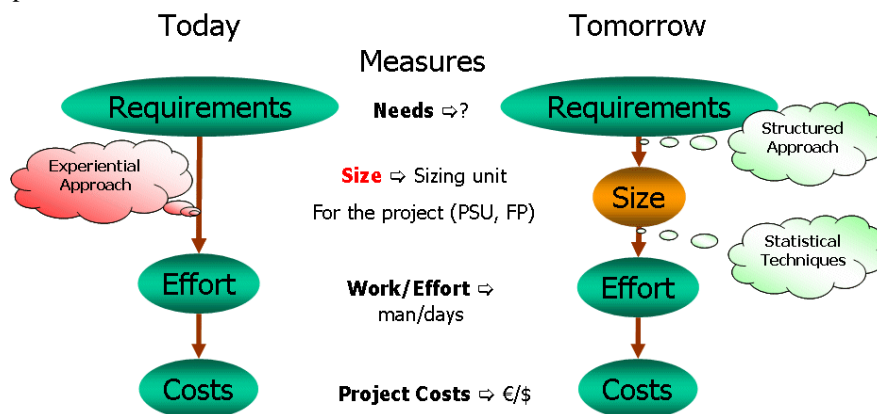 Today
Tomorrow
Measures
Requirements
Needs ⇨?
Requirements
Experiential
Approach
Structured
Approach
Size ⇨ Sizing unit
For the project (PSU, FP)
Size
Statistical
Techniques
Effort
Work/Effort ⇨
man/days
Effort
Costs
Project Costs ⇨ €/$
Costs